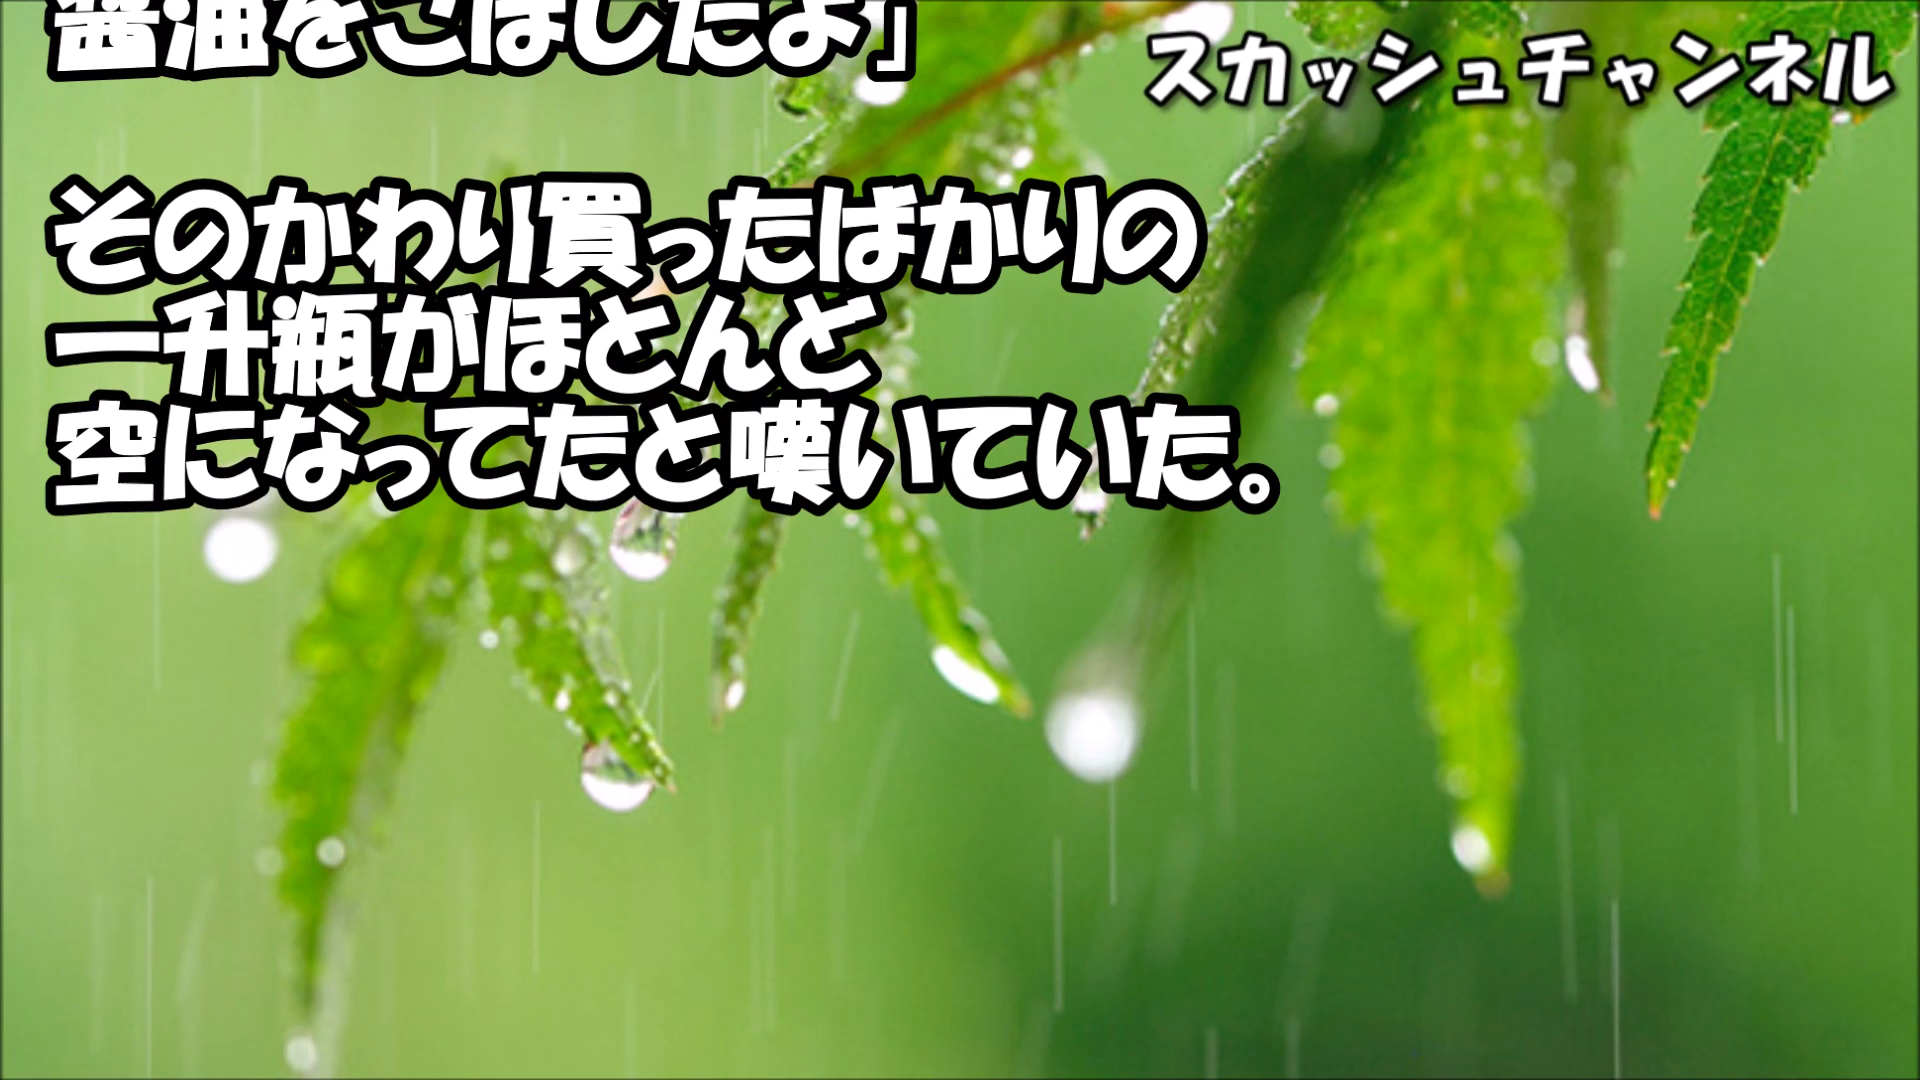 醤油をこぼしたよ」
スカッシュチャンネル
そのかわり買ったばかりの
一升瓶がほとんど
空になってたと嘆いていた。